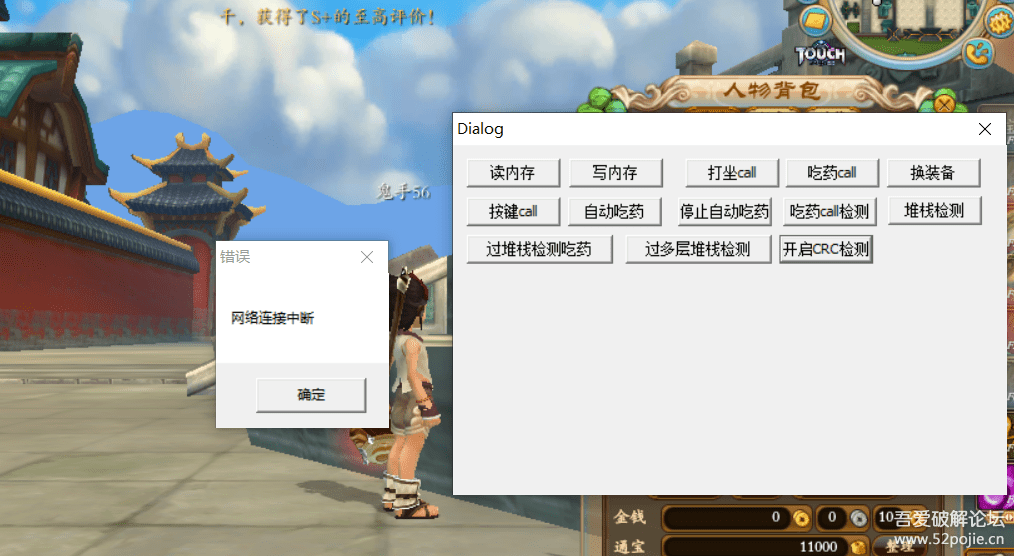 千，获得了S+的至高评价！
TOUCH
人物背包
鬼手56
Dialog
读内存 写内存 打坐call 吃药call 换装备
按键call 自动吃药 停止自动吃药 吃药call检测 堆栈检测
过堆栈检测吃药 过多层堆栈检测 开启CRC检测
错误
网络连接中断
确定
金钱 0 0 10
通宝 11000 整理
吾爱破解论坛
www.52pojie.cn